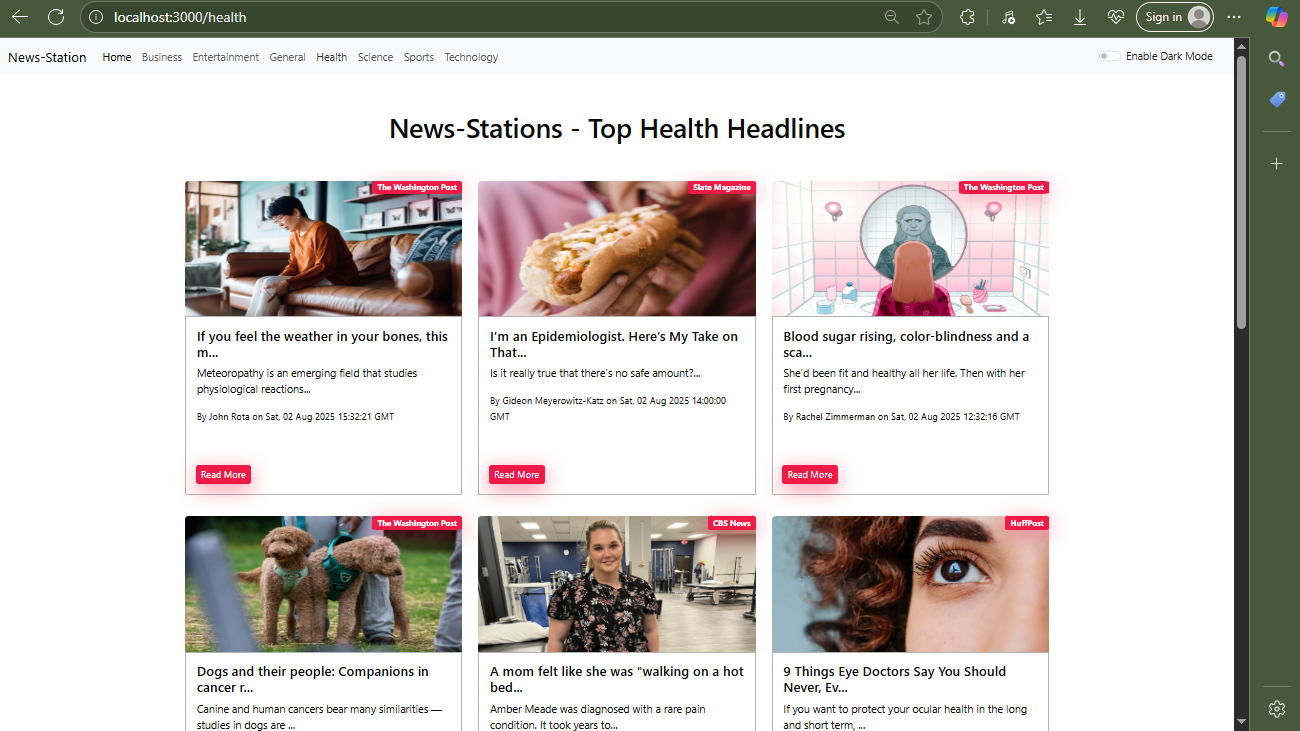 localhost:3000/health
Sign in
News-Station Home Business Entertainment General Health Science Sports Technology Enable Dark Mode
News-Stations - Top Health Headlines
The Washington Post
If you feel the weather in your bones, this
m...
Meteoropathy is an emerging field that studies
physiological reactions...
By John Rota on Sat, 02 Aug 2025 15:32:21 GMT
Read More
Slate Magazine
I’m an Epidemiologist. Here’s My Take on
That...
Is it really true that there’s no safe amount?...
By Gideon Meyerowitz-Katz on Sat, 02 Aug 2025 14:00:00
GMT
Read More
The Washington Post
Blood sugar rising, color-blindness and a
sca...
She’d been fit and healthy all her life. Then with her
first pregnancy...
By Rachel Zimmerman on Sat, 02 Aug 2025 12:32:16 GMT
Read More
The Washington Post
Dogs and their people: Companions in
cancer r...
Canine and human cancers bear many similarities —
studies in dogs are ...
CBS News
A mom felt like she was "walking on a hot
bed...
Amber Meade was diagnosed with a rare pain
condition. It took years to...
HuffPost
9 Things Eye Doctors Say You Should
Never, Ev...
If you want to protect your ocular health in the long
and short term, ...